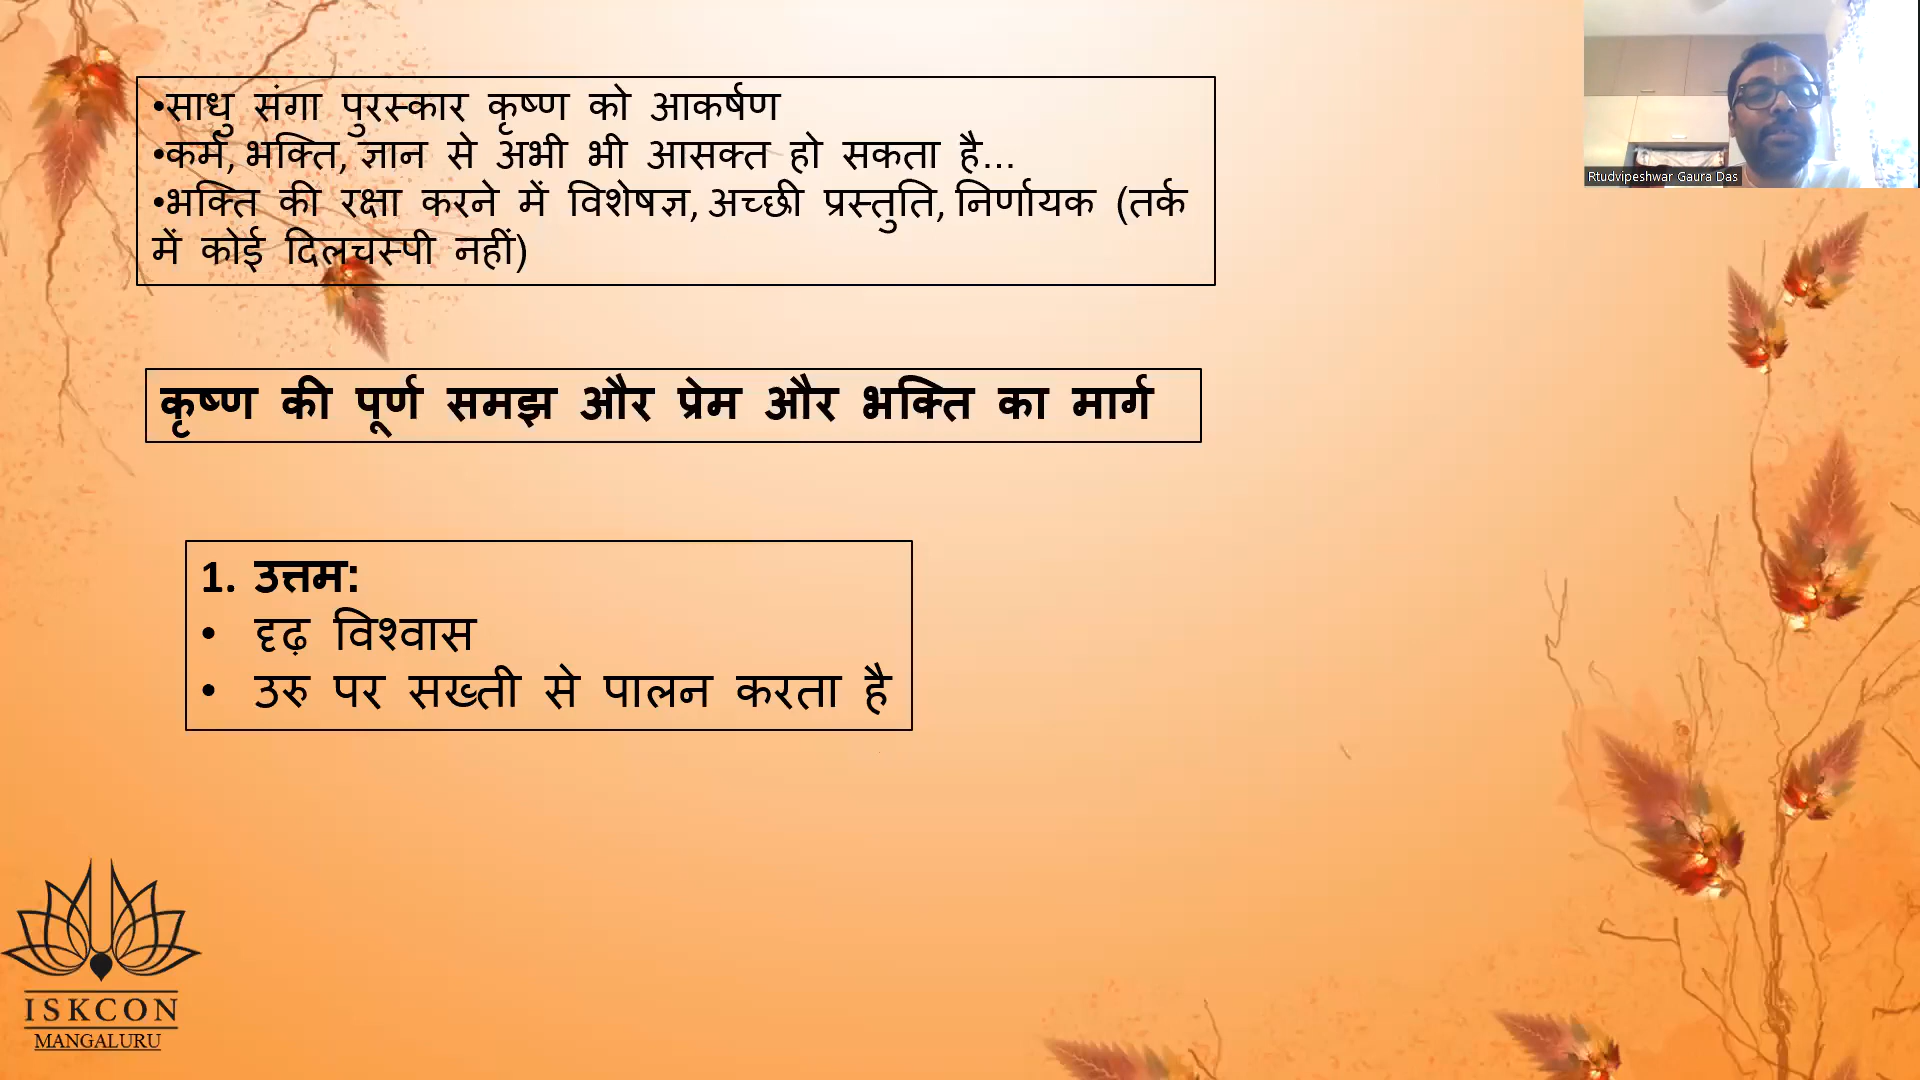 •साधु संगा पुरस्कार कृष्ण को आकर्षण
•कर्म, भक्ति, ज्ञान से अभी भी आसक्त हो सकता है...
•भक्ति की रक्षा करने में विशेषज्ञ, अच्छी प्रस्तुति, निर्णायक (तर्क
में कोई दिलचस्पी नहीं)
Rtudvipeshwar Gaura Das
कृष्ण की पूर्ण समझ और प्रेम और भक्ति का मार्ग
1. उत्तम:
• दृढ़ विश्वास
• उरु पर सख्ती से पालन करता है
ISKCON
MANGALURU